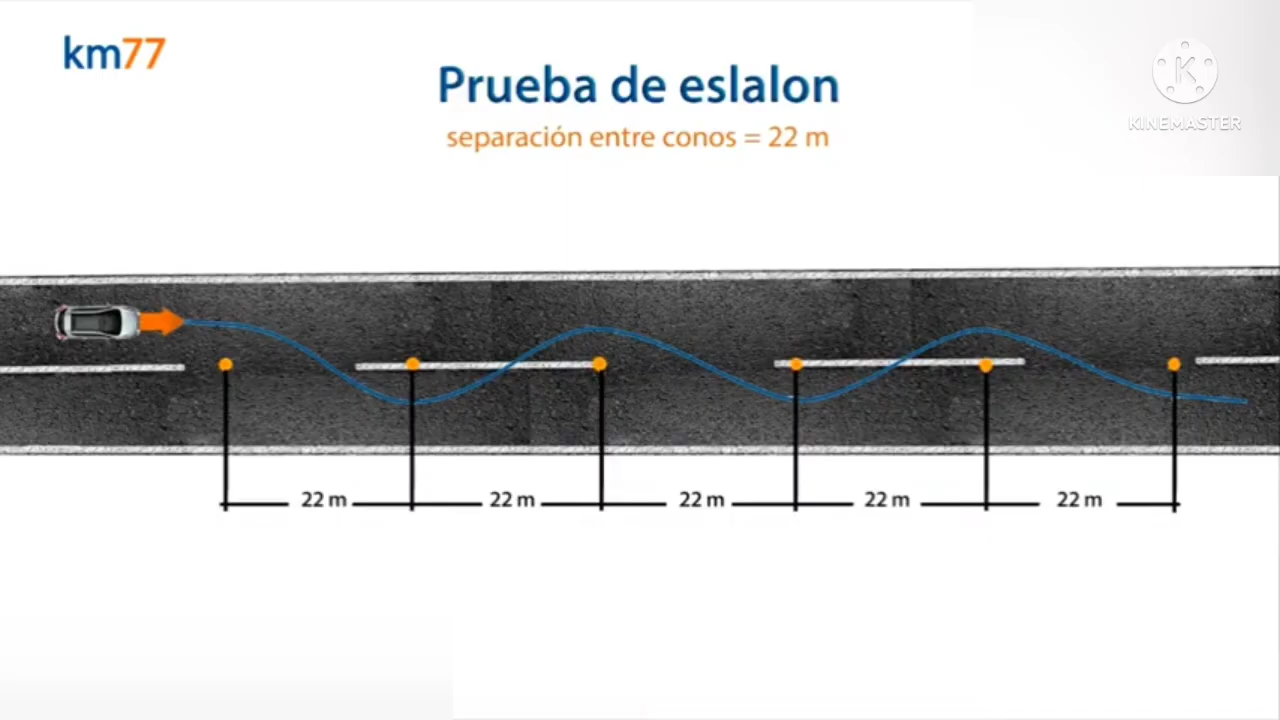 km77
Prueba de eslalon
separación entre conos = 22 m
K
KINEMASTER
22 m
22 m
22 m
22 m
22 m